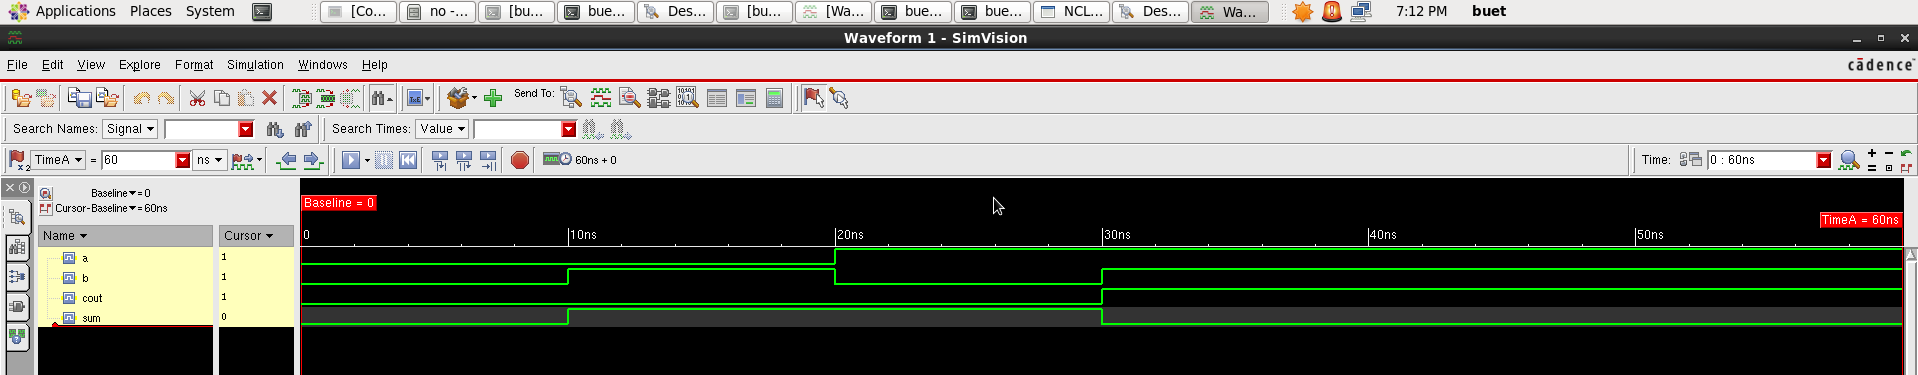 Applications Places System [Co... no -... [bu... bue... Des... [bu... [Wa... bue... bue... NCL... Des... Wa... 7:12 PM buet
Waveform 1 - SimVision
File Edit View Explore Format Simulation Windows Help cādence
Send To:
Search Names: Signal Search Times: Value
TimeA = 60 ns 60ns + 0 Time: 0 : 60ns
Baseline = 0
Cursor-Baseline = 60ns
Baseline = 0
TimeA = 60ns
Name Cursor 0 10ns 20ns 30ns 40ns 50ns
a 1
b 1
cout 1
sum 0